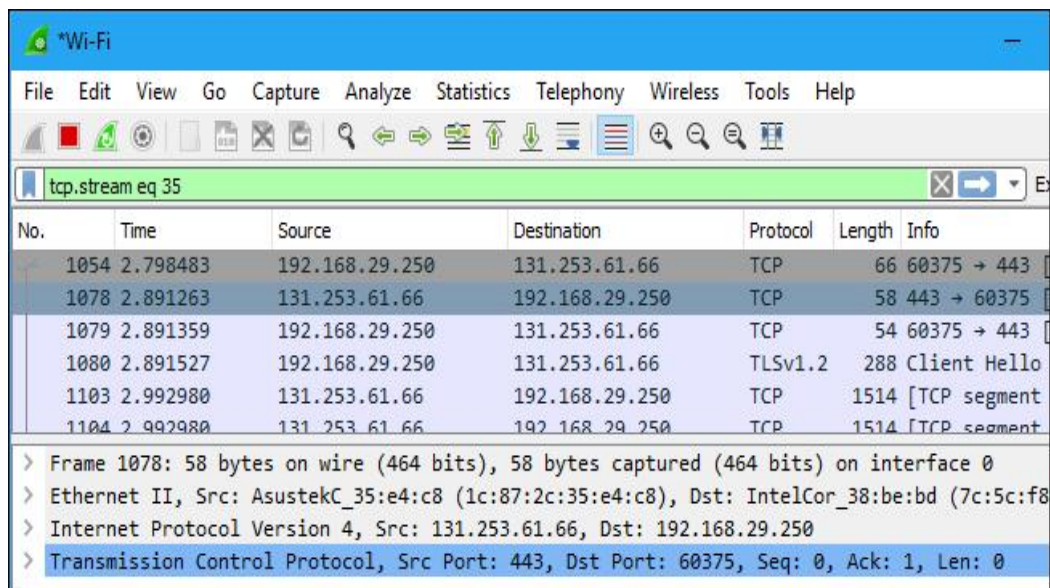 *Wi-Fi
File Edit View Go Capture Analyze Statistics Telephony Wireless Tools Help
tcp.stream eq 35
No. Time Source Destination Protocol Length Info
1054 2.798483 192.168.29.250 131.253.61.66 TCP 66 60375 → 443 [
1078 2.891263 131.253.61.66 192.168.29.250 TCP 58 443 → 60375 [
1079 2.891359 192.168.29.250 131.253.61.66 TCP 54 60375 → 443 [
1080 2.891527 192.168.29.250 131.253.61.66 TLSv1.2 288 Client Hello
1103 2.992980 131.253.61.66 192.168.29.250 TCP 1514 [TCP segment
1104 2.992980 131.253.61.66 192.168.29.250 TCP 1514 [TCP segment
> Frame 1078: 58 bytes on wire (464 bits), 58 bytes captured (464 bits) on interface 0
> Ethernet II, Src: AsustekC_35:e4:c8 (1c:87:2c:35:e4:c8), Dst: IntelCor_38:be:bd (7c:5c:f8
> Internet Protocol Version 4, Src: 131.253.61.66, Dst: 192.168.29.250
> Transmission Control Protocol, Src Port: 443, Dst Port: 60375, Seq: 0, Ack: 1, Len: 0